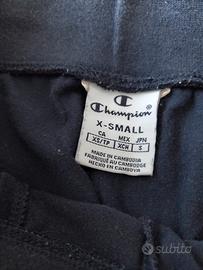 Champion
X-SMALL
CA MEX JPN
XS/TP XCH S
MADE IN CAMBODIA
FABRIQUÉ AU CAMBODGE
HECHO EN CAMBOYA
subito